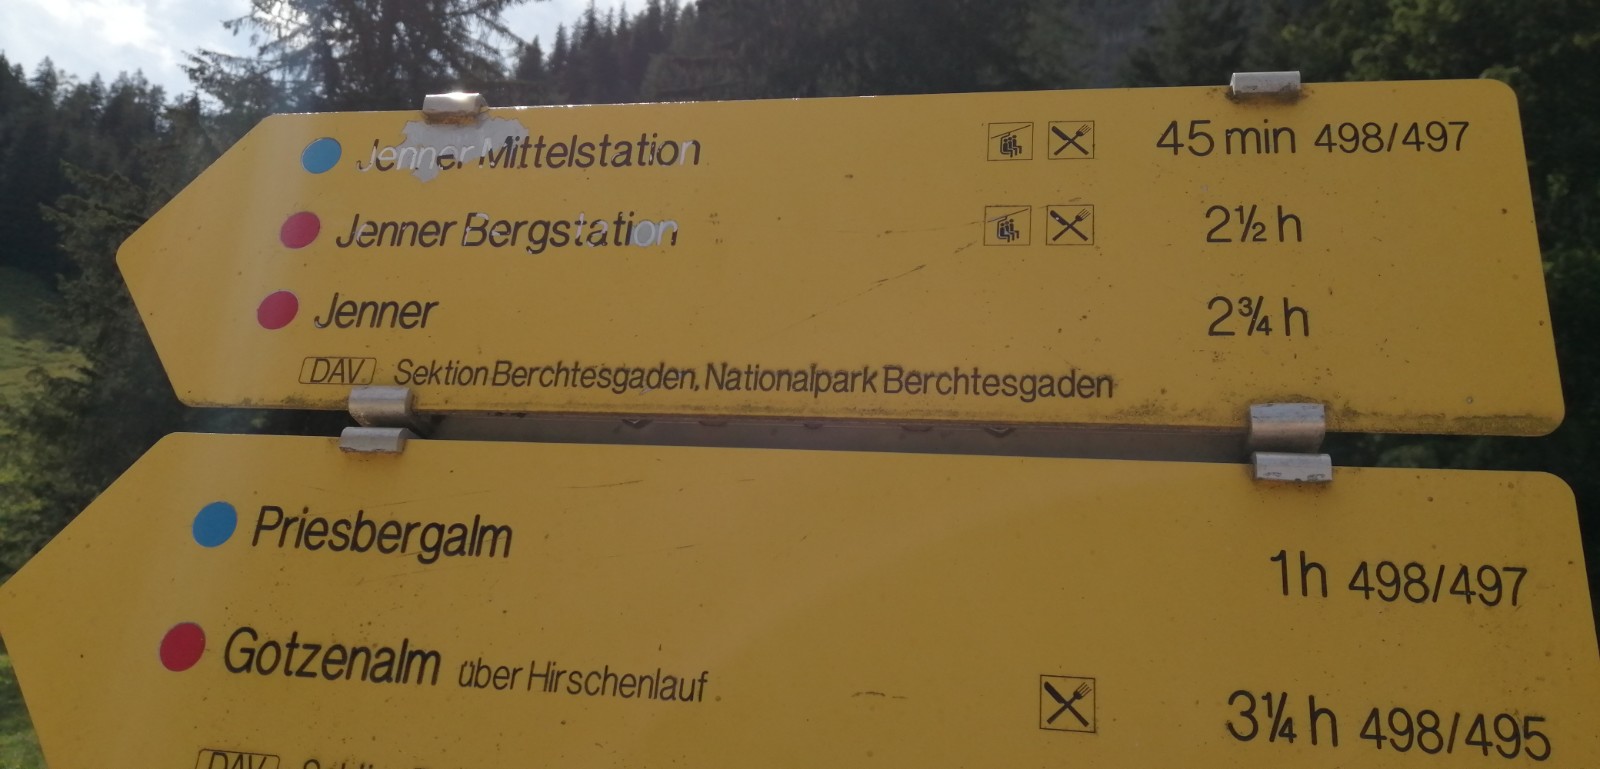 Jenner Mittelstation 45 min 498/497
Jenner Bergstation 2½ h
Jenner 2¾ h
DAV Sektion Berchtesgaden, Nationalpark Berchtesgaden
Priesbergalm 1h 498/497
Gotzenalm über Hirschenlauf 3¼ h 498/495
DAV